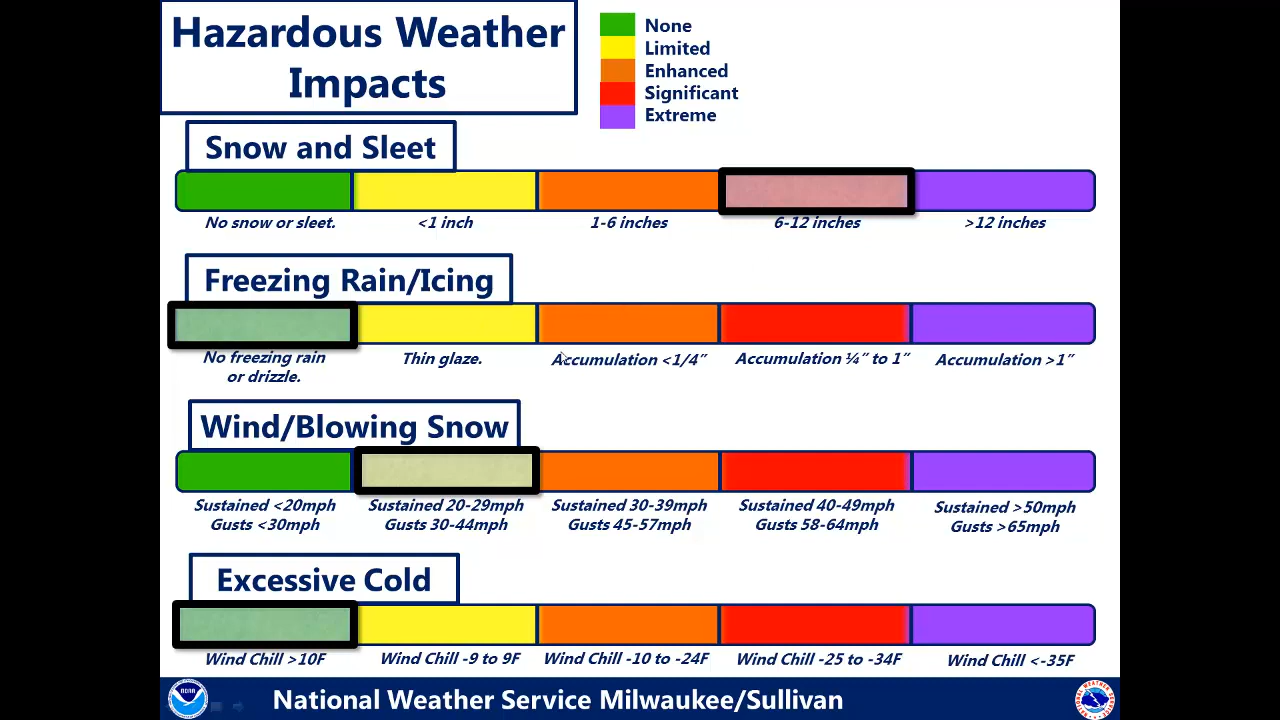 Hazardous Weather
Impacts
None
Limited
Enhanced
Significant
Extreme
Snow and Sleet
No snow or sleet.
<1 inch
1-6 inches
6-12 inches
>12 inches
Freezing Rain/Icing
No freezing rain
or drizzle.
Thin glaze.
Accumulation <1/4”
Accumulation ¼” to 1”
Accumulation >1”
Wind/Blowing Snow
Sustained <20mph
Gusts <30mph
Sustained 20-29mph
Gusts 30-44mph
Sustained 30-39mph
Gusts 45-57mph
Sustained 40-49mph
Gusts 58-64mph
Sustained >50mph
Gusts >65mph
Excessive Cold
Wind Chill >10F
Wind Chill -9 to 9F
Wind Chill -10 to -24F
Wind Chill -25 to -34F
Wind Chill <-35F
NOAA
National Weather Service Milwaukee/Sullivan